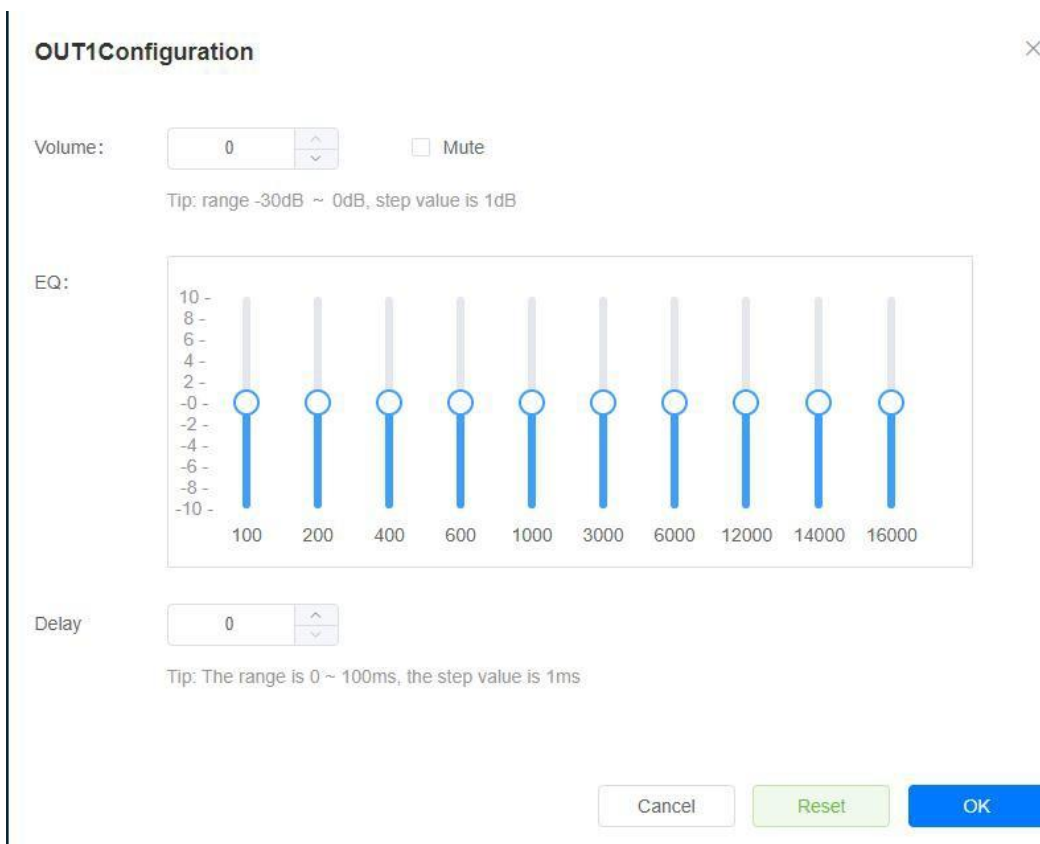 OUT1Configuration
Volume:
0
Mute
Tip: range -30dB ~ 0dB, step value is 1dB
EQ:
10 -
8 -
6 -
4 -
2 -
-0 -
-2 -
-4 -
-6 -
-8 -
-10 -
100 200 400 600 1000 3000 6000 12000 14000 16000
Delay
0
Tip: The range is 0 ~ 100ms, the step value is 1ms
Cancel Reset OK